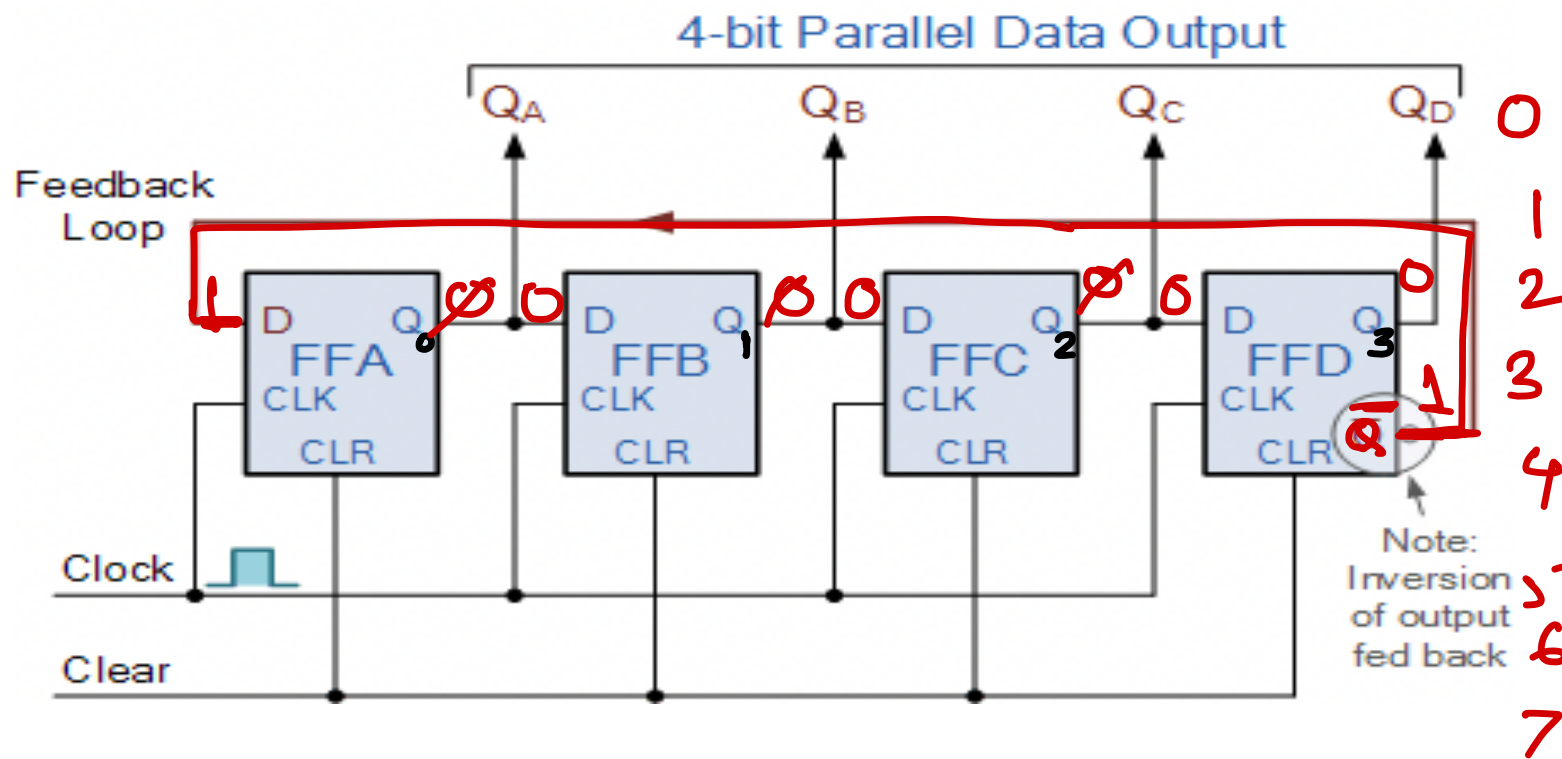 4-bit Parallel Data Output
QA QB QC QD 0
Feedback
Loop
1
1 D Q 0 0 D Q 0 0 D Q 0 0 D Q 0
2
0 1 2 3
FFA FFB FFC FFD
3
CLK CLK CLK CLK 1
Q̅
CLR CLR CLR CLR
4
Note:
Clock
Inversion 5
of output
fed back 6
Clear
7